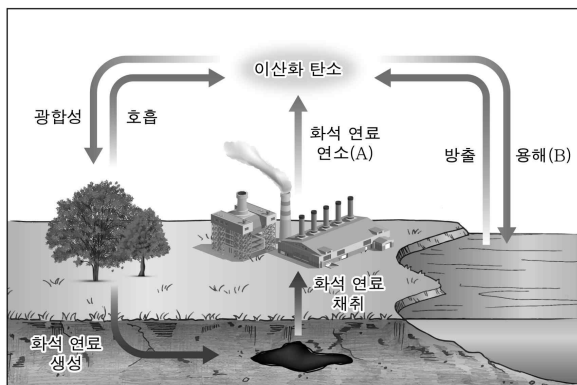 이산화 탄소
광합성
호흡
화석 연료
연소(A)
방출
용해(B)
화석 연료
채취
화석 연료
생성